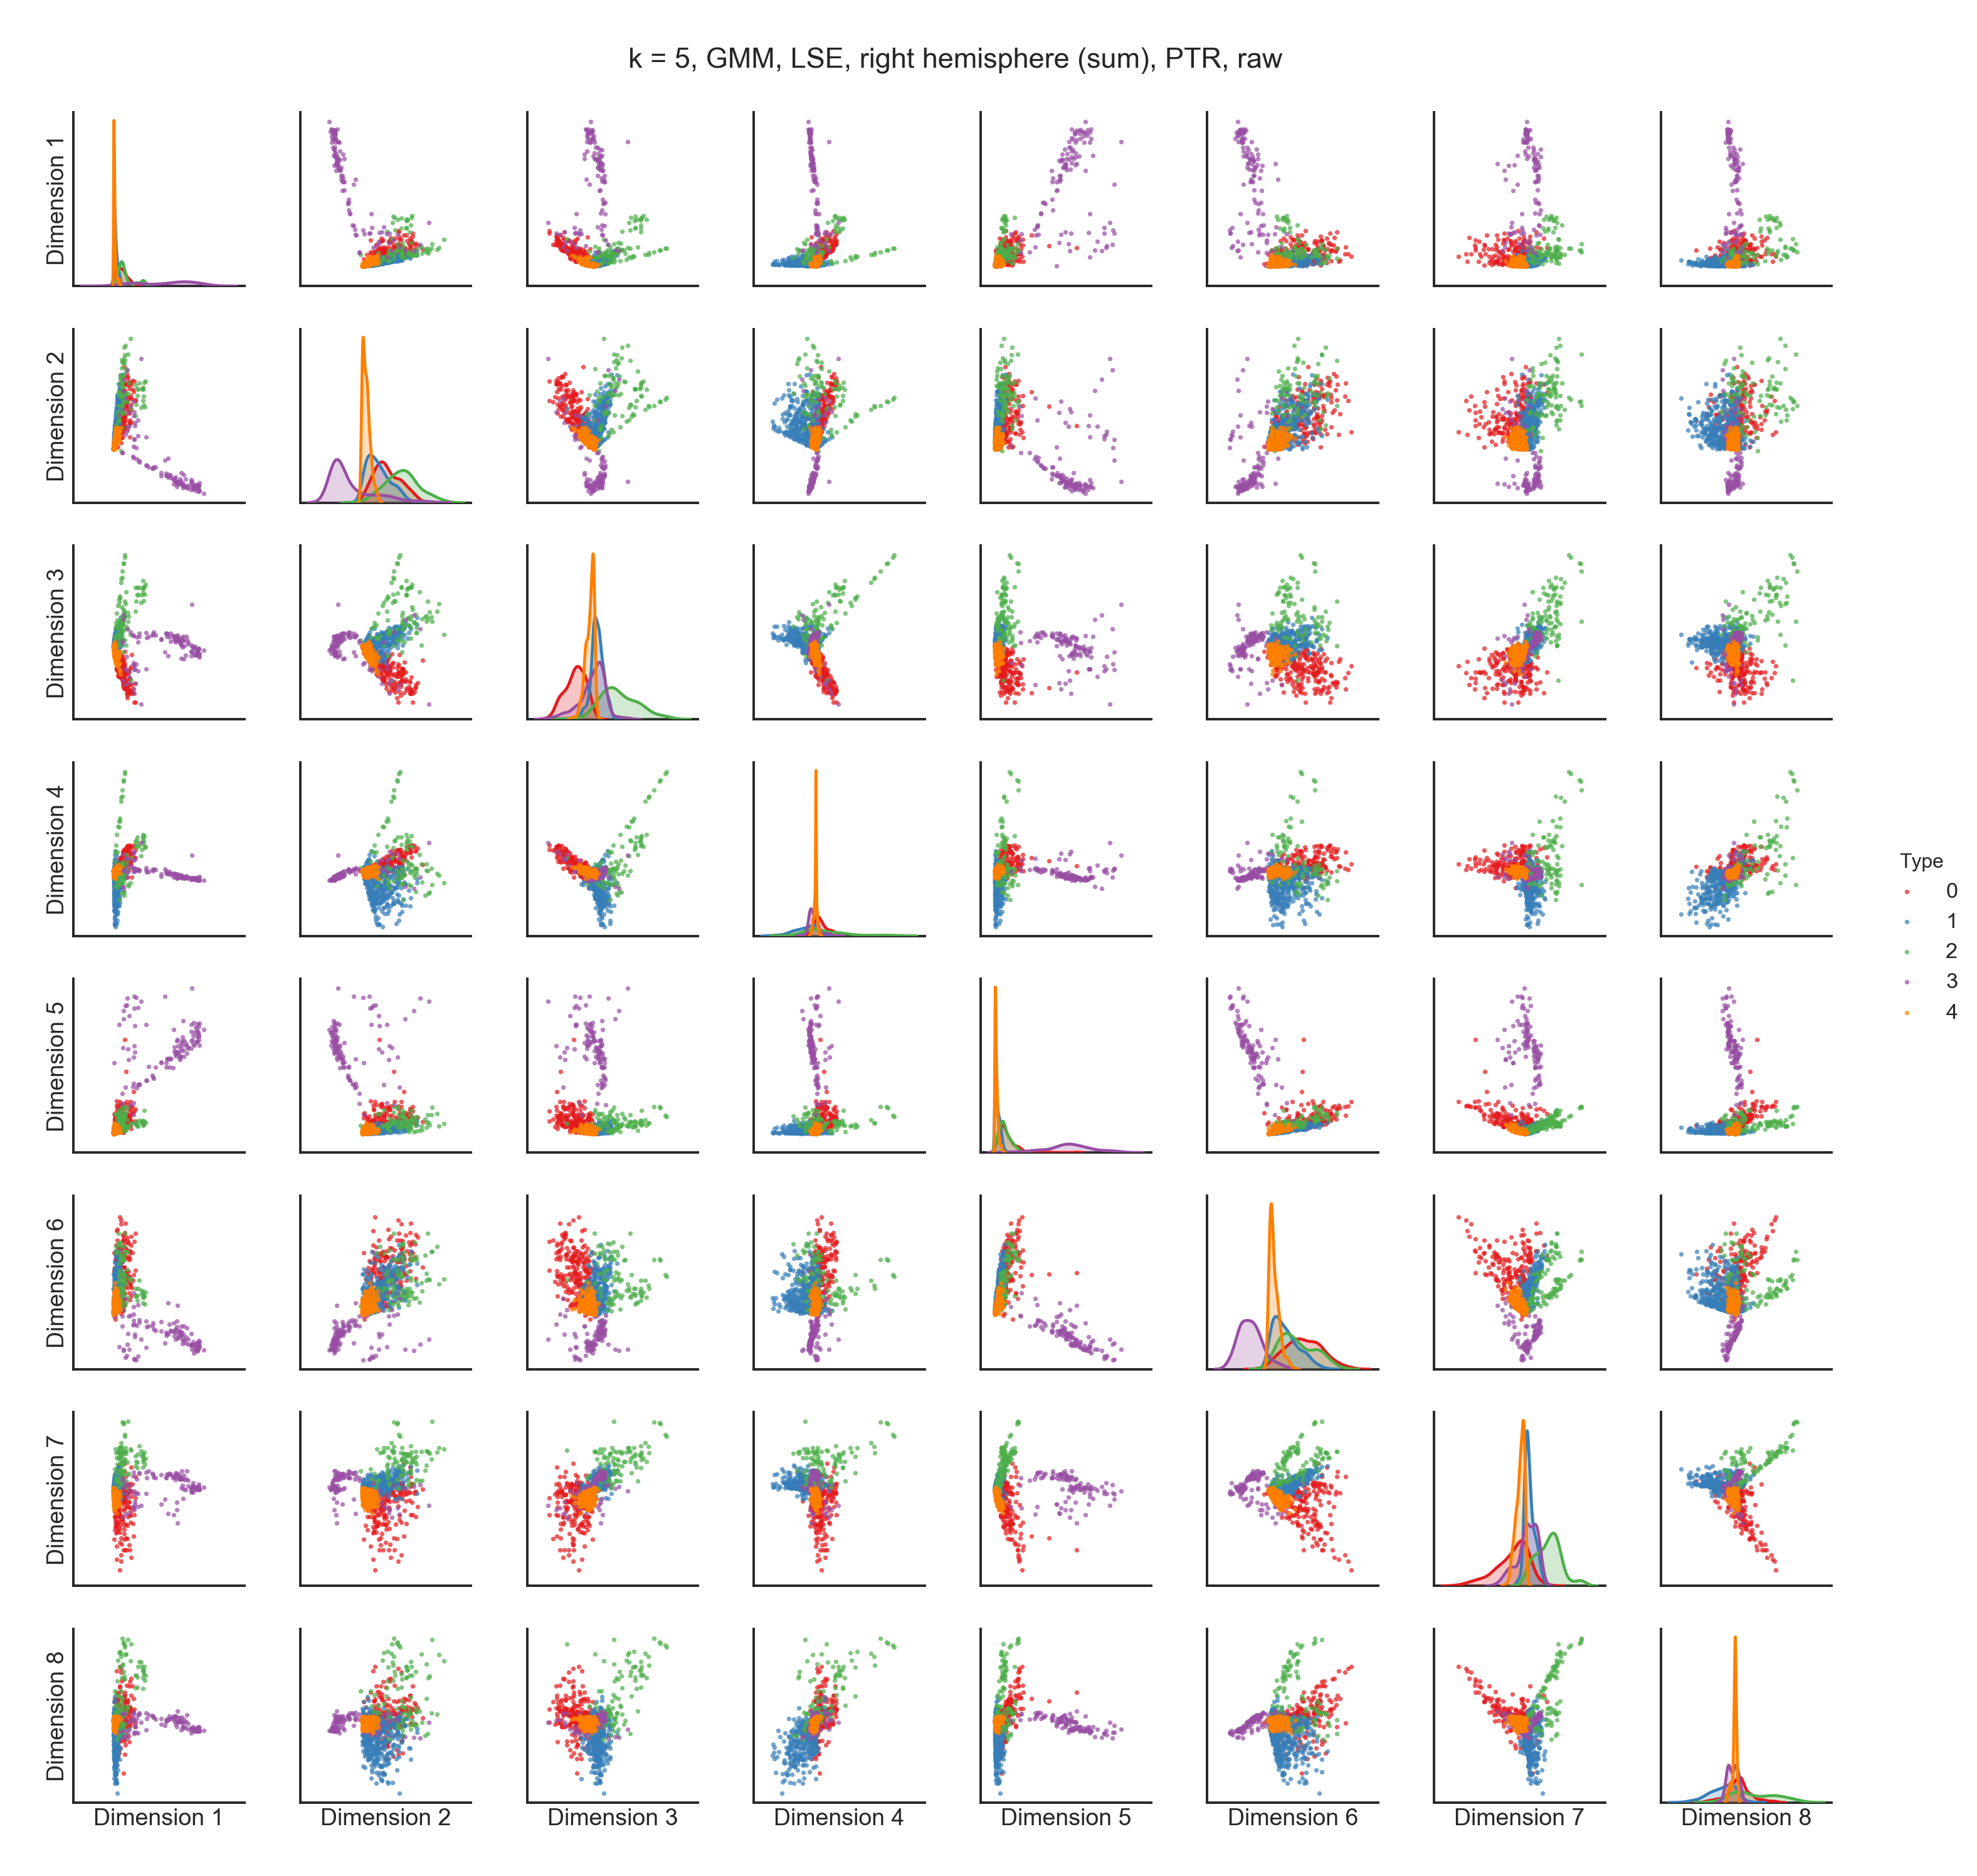 k = 5, GMM, LSE, right hemisphere (sum), PTR, raw
Dimension 1
Dimension 2
Dimension 3
Dimension 4
Dimension 5
Dimension 6
Dimension 7
Dimension 8
Type
0
1
2
3
4
Dimension 1
Dimension 2
Dimension 3
Dimension 4
Dimension 5
Dimension 6
Dimension 7
Dimension 8